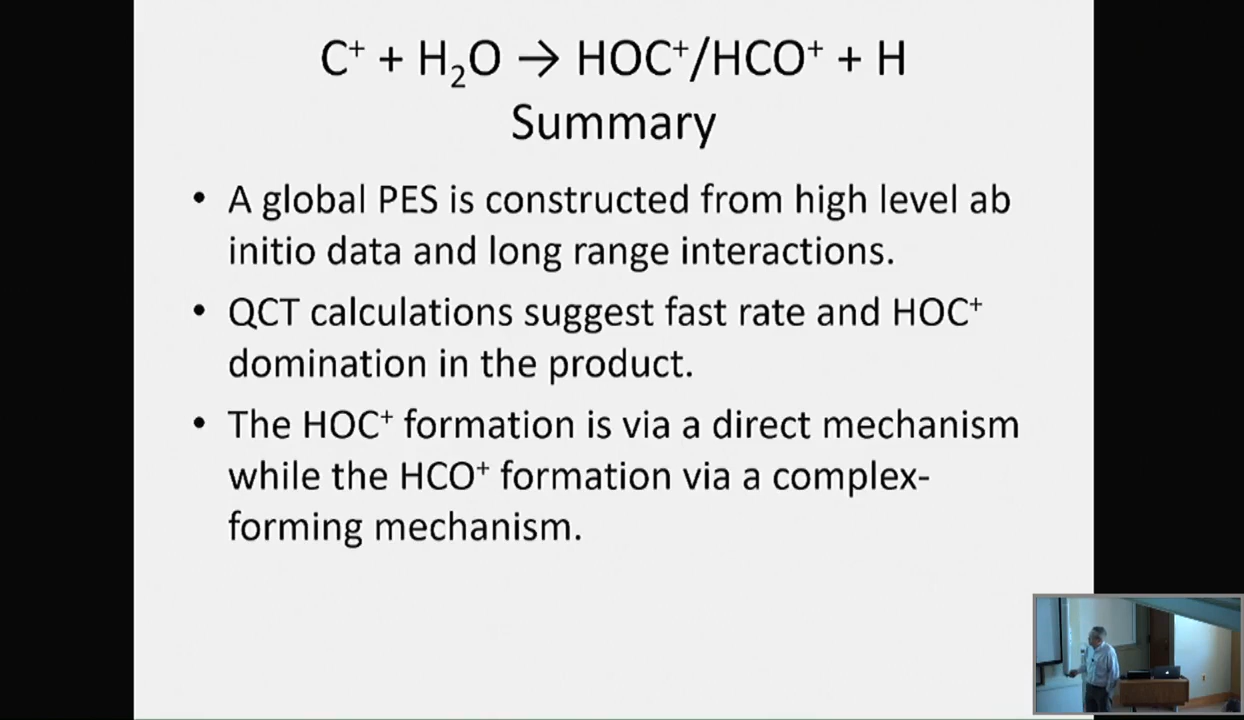 C⁺ + H₂O → HOC⁺/HCO⁺ + H
Summary
• A global PES is constructed from high level ab
initio data and long range interactions.
• QCT calculations suggest fast rate and HOC⁺
domination in the product.
• The HOC⁺ formation is via a direct mechanism
while the HCO⁺ formation via a complex-
forming mechanism.